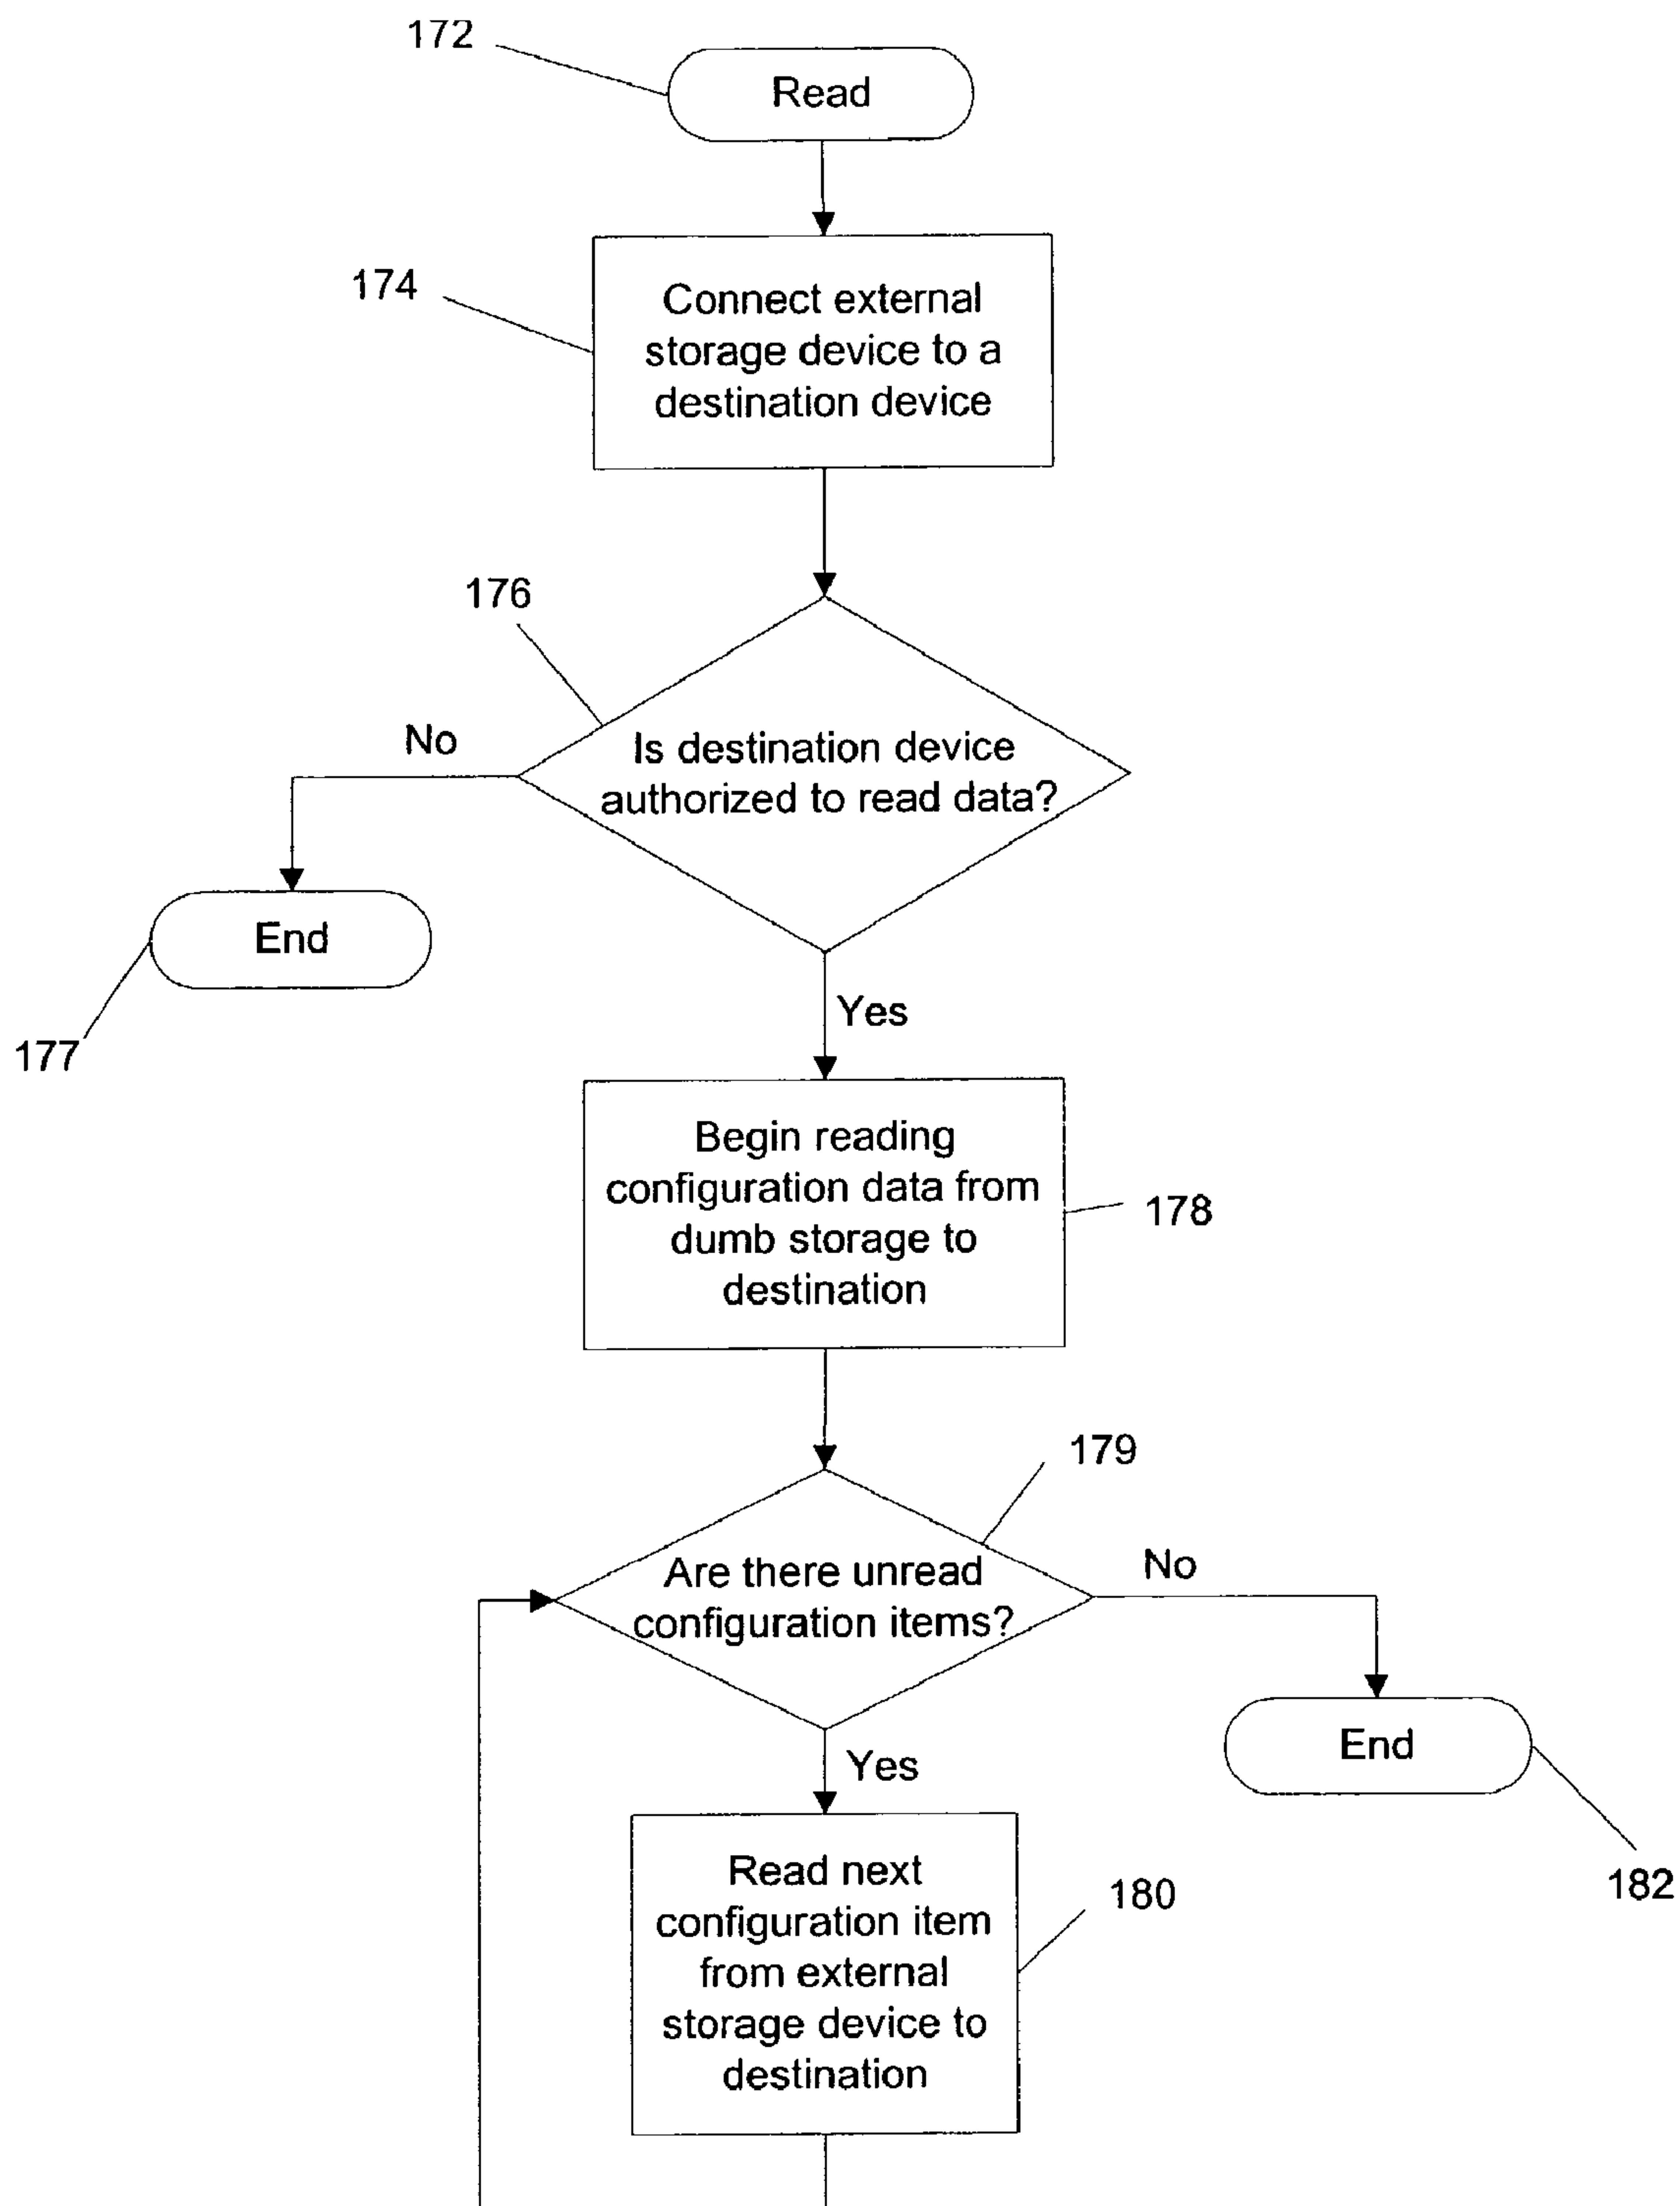 172
Read
174
Connect external
storage device to a
destination device
176
No
Is destination device
authorized to read data?
End
177
Yes
Begin reading
configuration data from
dumb storage to
destination
178
179
Are there unread
configuration items?
No
Yes
End
182
Read next
configuration item
from external
storage device to
destination
180